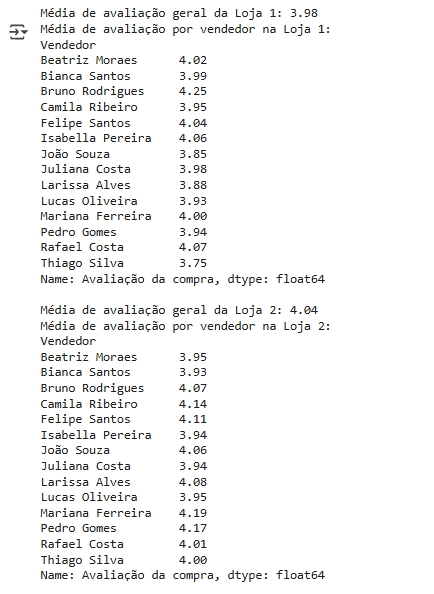 Média de avaliação geral da Loja 1: 3.98
Média de avaliação por vendedor na Loja 1:
Vendedor
Beatriz Moraes 4.02
Bianca Santos 3.99
Bruno Rodrigues 4.25
Camila Ribeiro 3.95
Felipe Santos 4.04
Isabella Pereira 4.06
João Souza 3.85
Juliana Costa 3.98
Larissa Alves 3.88
Lucas Oliveira 3.93
Mariana Ferreira 4.00
Pedro Gomes 3.94
Rafael Costa 4.07
Thiago Silva 3.75
Name: Avaliação da compra, dtype: float64

Média de avaliação geral da Loja 2: 4.04
Média de avaliação por vendedor na Loja 2:
Vendedor
Beatriz Moraes 3.95
Bianca Santos 3.93
Bruno Rodrigues 4.07
Camila Ribeiro 4.14
Felipe Santos 4.11
Isabella Pereira 3.94
João Souza 4.06
Juliana Costa 3.94
Larissa Alves 4.08
Lucas Oliveira 3.95
Mariana Ferreira 4.19
Pedro Gomes 4.17
Rafael Costa 4.01
Thiago Silva 4.00
Name: Avaliação da compra, dtype: float64